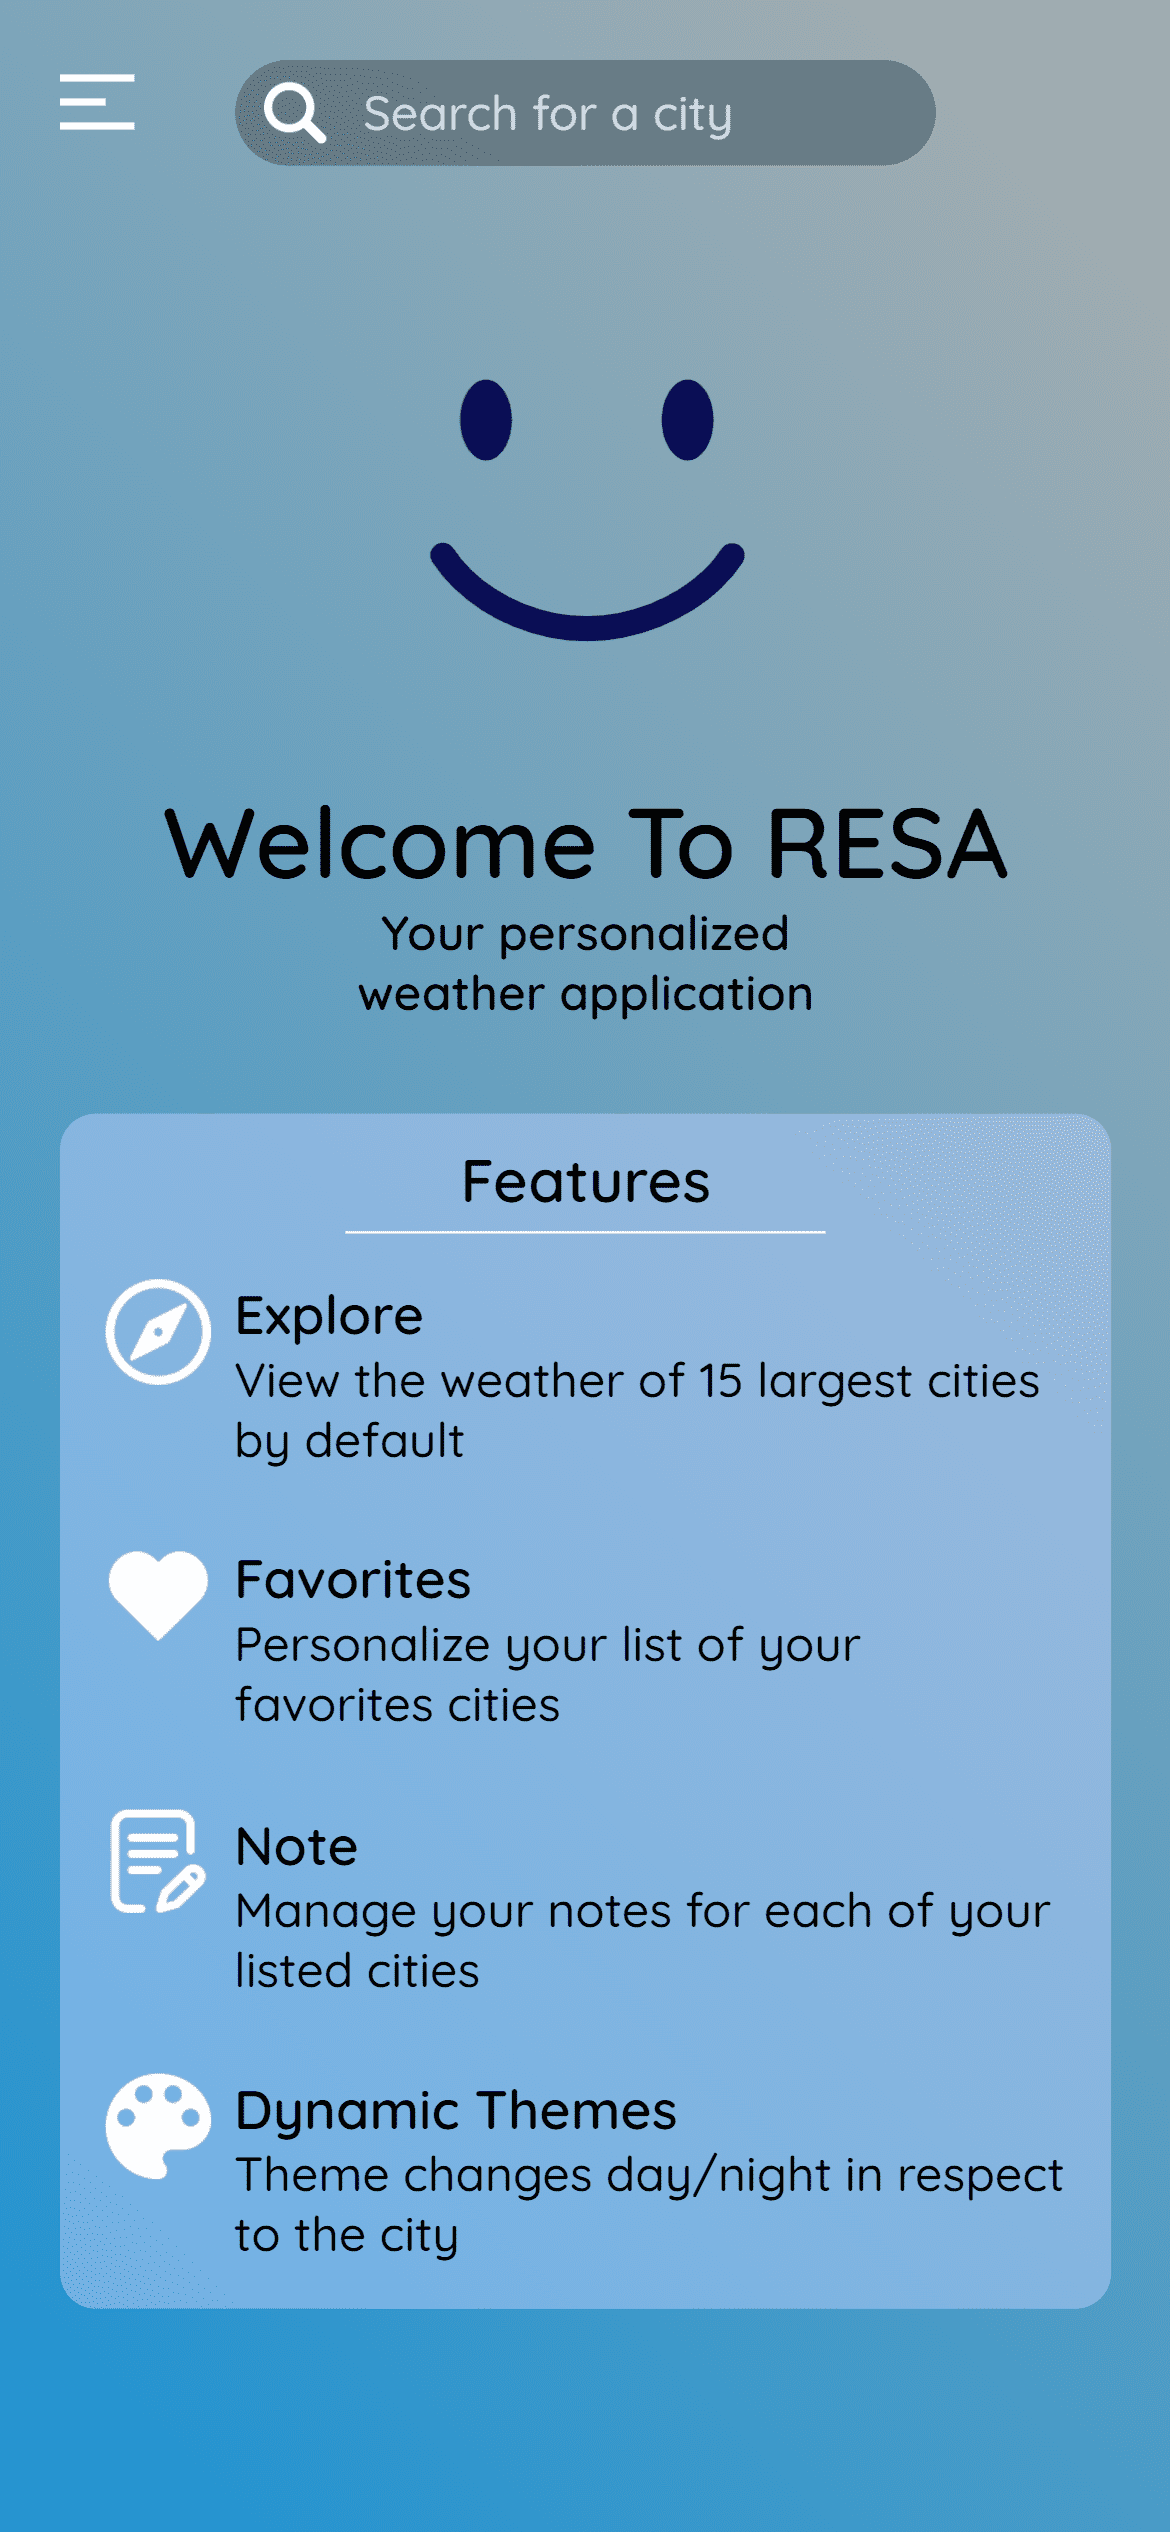 Search for a city
Welcome To RESA
Your personalized
weather application
Features
Explore
View the weather of 15 largest cities
by default
Favorites
Personalize your list of your
favorites cities
Note
Manage your notes for each of your
listed cities
Dynamic Themes
Theme changes day/night in respect
to the city